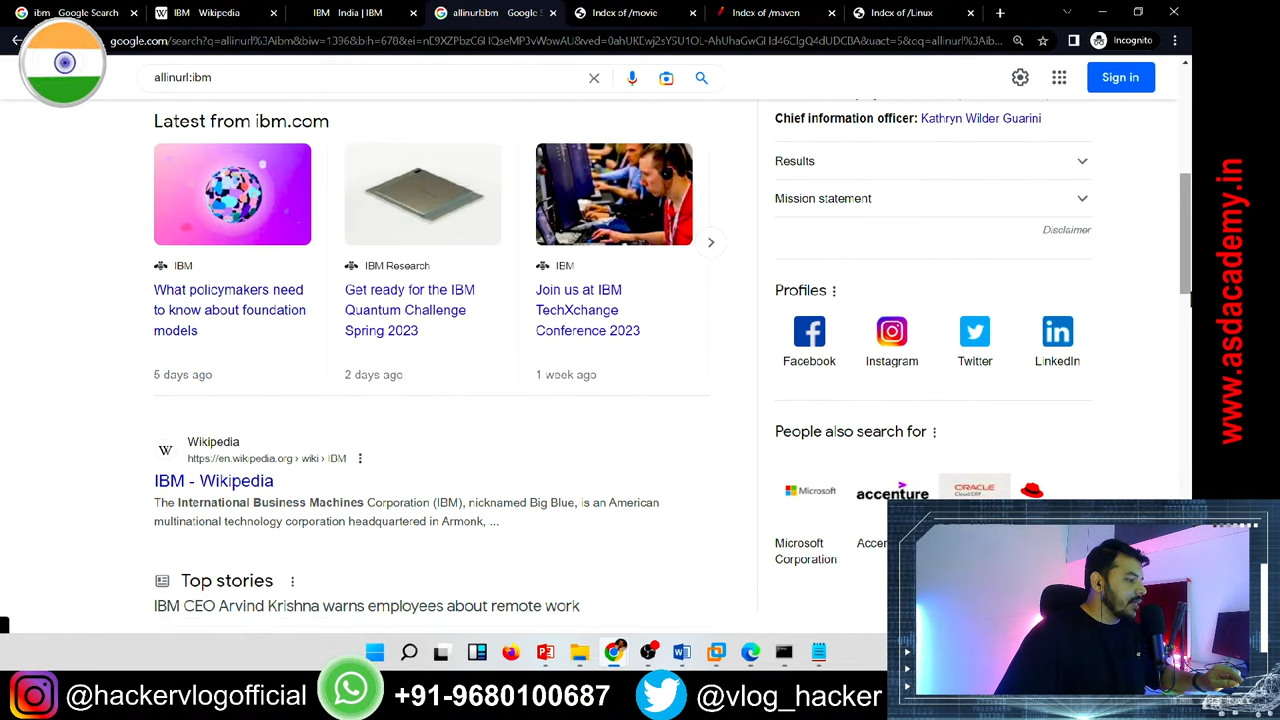 ibm - Google Search
IBM - Wikipedia
IBM - India | IBM
allinurl:ibm - Google S
Index of /movie
Index of /maven
Index of /Linux
Incognito
allinurl:ibm
Sign in
Latest from ibm.com
IBM
What policymakers need
to know about foundation
models
5 days ago
IBM Research
Get ready for the IBM
Quantum Challenge
Spring 2023
2 days ago
IBM
Join us at IBM
TechXchange
Conference 2023
1 week ago
Wikipedia
https://en.wikipedia.org › wiki › IBM
IBM - Wikipedia
The International Business Machines Corporation (IBM), nicknamed Big Blue, is an American
multinational technology corporation headquartered in Armonk, ...
Top stories
IBM CEO Arvind Krishna warns employees about remote work
Chief information officer: Kathryn Wilder Guarini
Results
Mission statement
Disclaimer
Profiles
Facebook
Instagram
Twitter
LinkedIn
People also search for
Microsoft
accenture
ORACLE
Microsoft
Corporation
www.asdacademy.in
@hackervlogofficial
+91-9680100687
@vlog_hacker